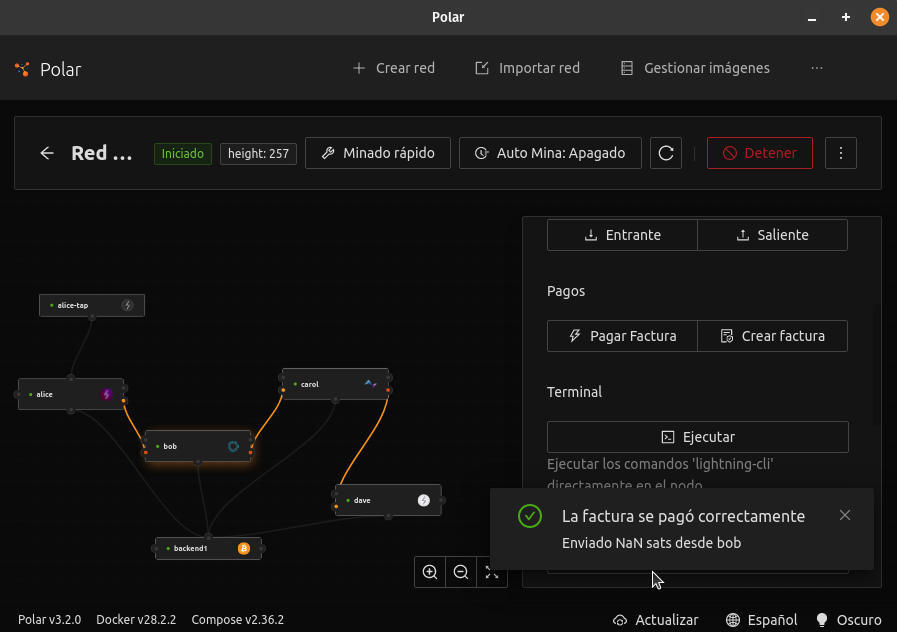 Polar
Polar
Crear red
Importar red
Gestionar imágenes
...
Red ...
Iniciado
height: 257
Minado rápido
Auto Mina: Apagado
Detener
Entrante
Saliente
Pagos
Pagar Factura
Crear factura
Terminal
Ejecutar
Ejecutar los comandos 'lightning-cli'
directamente en el nodo
alice-tap
alice
carol
bob
dave
backend1
La factura se pagó correctamente
Enviado NaN sats desde bob
Polar v3.2.0
Docker v28.2.2
Compose v2.36.2
Actualizar
Español
Oscuro